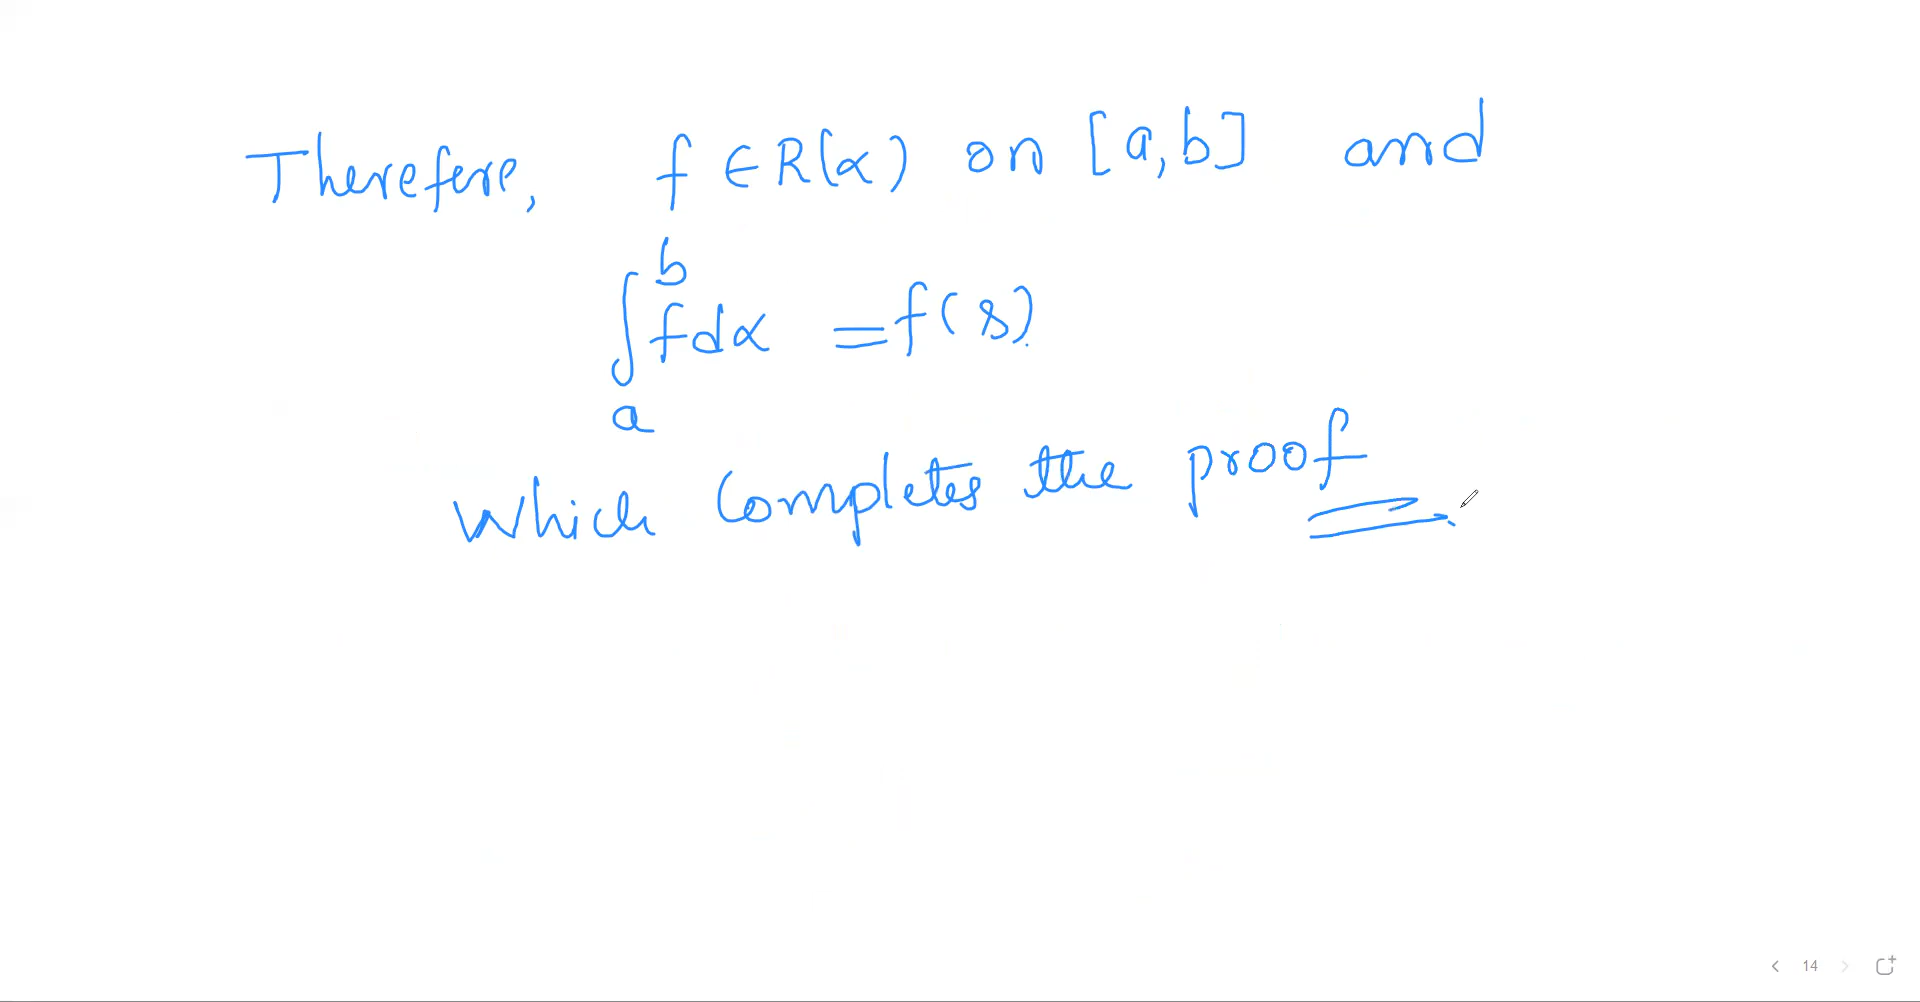 Therefore, f ∈ R(α) on [a,b] and
∫_a^b f dα = f(s).
which completes the proof
14